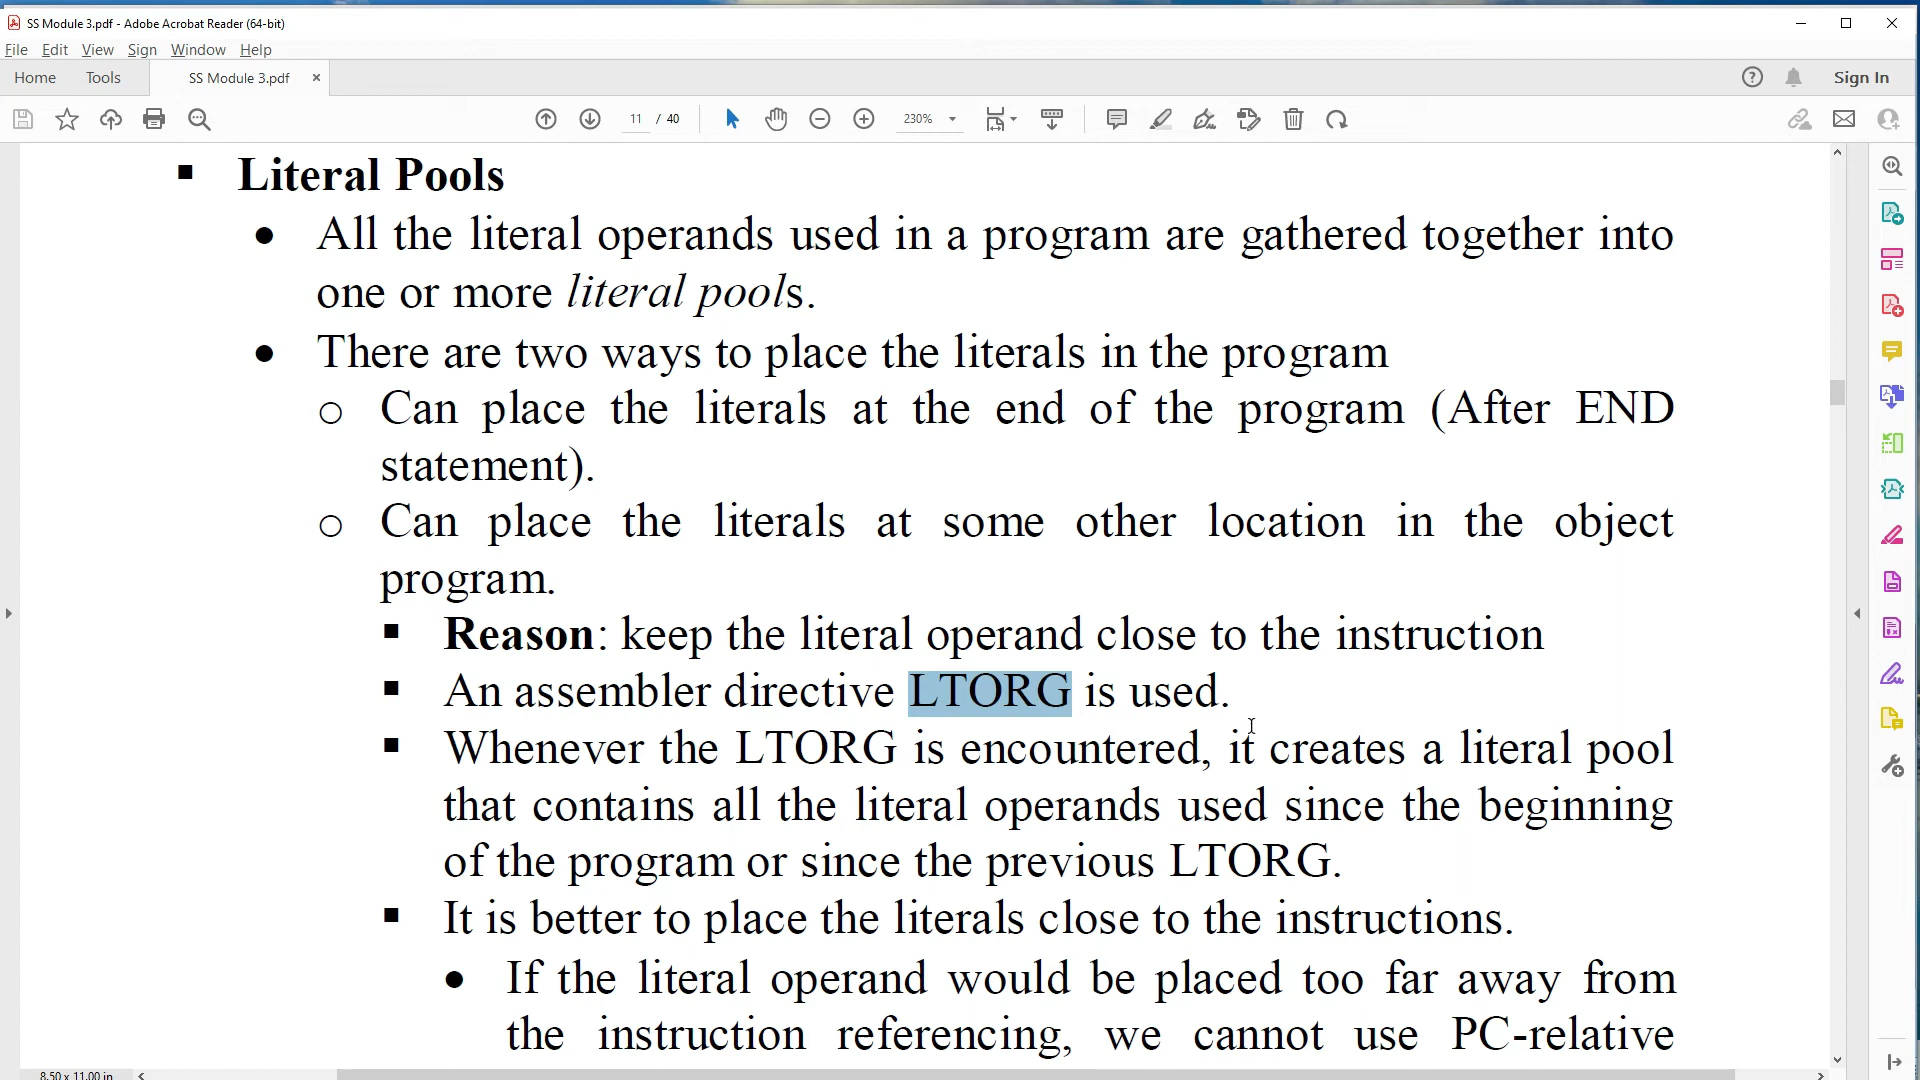 SS Module 3.pdf - Adobe Acrobat Reader (64-bit)
File Edit View Sign Window Help
Home Tools SS Module 3.pdf × Sign In
11 / 40 230%
▪ Literal Pools
● All the literal operands used in a program are gathered together into
one or more literal pools.
● There are two ways to place the literals in the program
○ Can place the literals at the end of the program (After END
statement).
○ Can place the literals at some other location in the object
program.
▪ Reason: keep the literal operand close to the instruction
▪ An assembler directive LTORG is used.
▪ Whenever the LTORG is encountered, it creates a literal pool
that contains all the literal operands used since the beginning
of the program or since the previous LTORG.
▪ It is better to place the literals close to the instructions.
● If the literal operand would be placed too far away from
the instruction referencing, we cannot use PC-relative
8.50 x 11.00 in